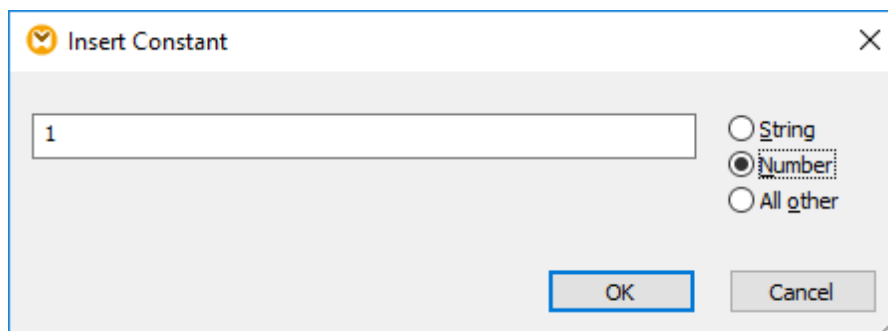 Insert Constant
1
String
Number
All other
OK
Cancel